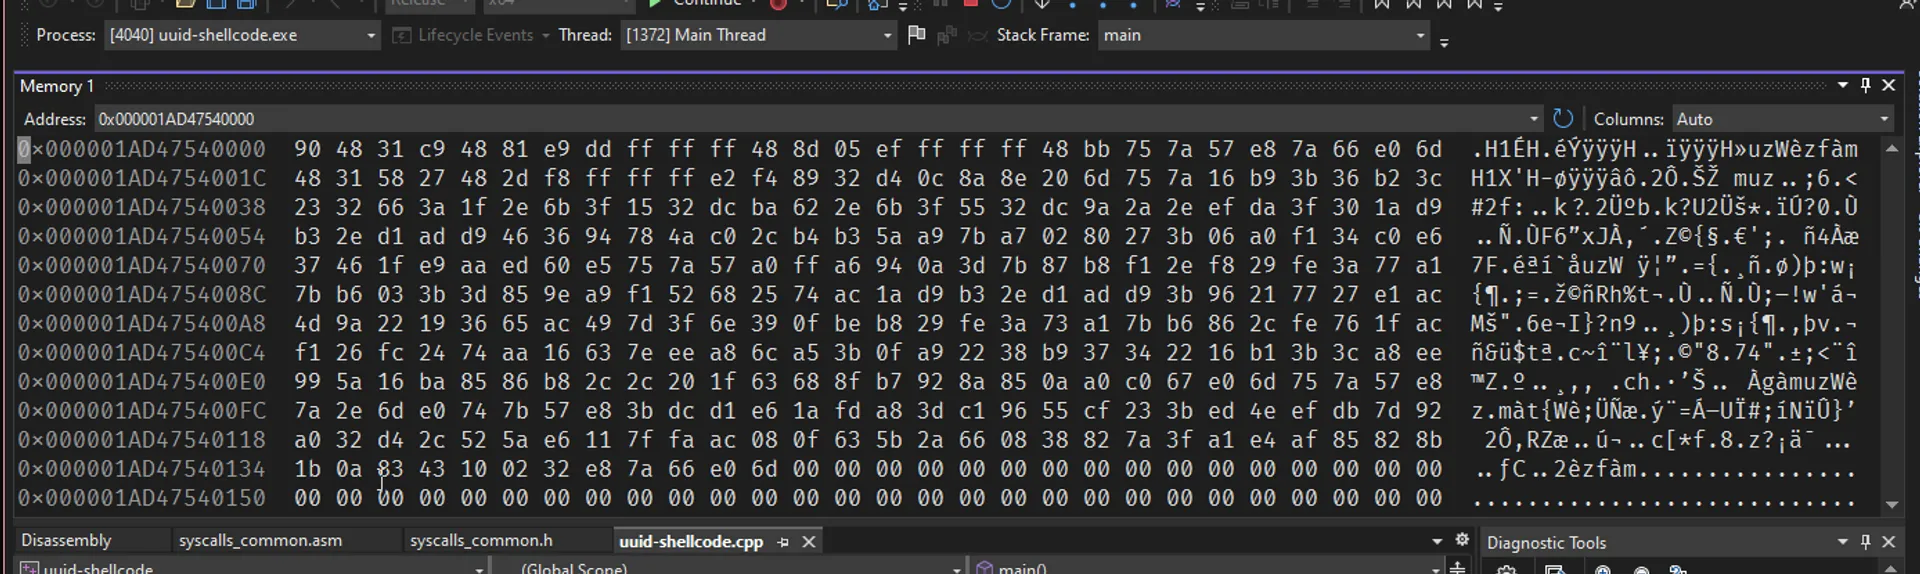 Release x64 Continue
Process: [4040] uuid-shellcode.exe Lifecycle Events Thread: [1372] Main Thread Stack Frame: main
Memory 1
Address: 0x000001AD47540000 Columns: Auto
0x000001AD47540000 90 48 31 c9 48 81 e9 dd ff ff ff 48 8d 05 ef ff ff ff 48 bb 75 7a 57 e8 7a 66 e0 6d .H1ÉH.éÝÿÿÿH..ïÿÿÿH»uzWèzfàm
0x000001AD4754001C 48 31 58 27 48 2d f8 ff ff ff e2 f4 89 32 d4 0c 8a 8e 20 6d 75 7a 16 b9 3b 36 b2 3c H1X'H-øÿÿÿâô.2Ô.ŠŽ muz..;6.<
0x000001AD47540038 23 32 66 3a 1f 2e 6b 3f 15 32 dc ba 62 2e 6b 3f 55 32 dc 9a 2a 2e ef da 3f 30 1a d9 #2f:..k?.2Üºb.k?U2Üš*.ïÚ?0.Ù
0x000001AD47540054 b3 2e d1 ad d9 46 36 94 78 4a c0 2c b4 b3 5a a9 7b a7 02 80 27 3b 06 a0 f1 34 c0 e6 ..Ñ.ÙF6”xJÀ,´.Z©{§.€';. ñ4Àæ
0x000001AD47540070 37 46 1f e9 aa ed 60 e5 75 7a 57 a0 ff a6 94 0a 3d 7b 87 b8 f1 2e f8 29 fe 3a 77 a1 7F.éªí`åuzW ÿ¦”.={.¸ñ.ø)þ:w¡
0x000001AD4754008C 7b b6 03 3b 3d 85 9e a9 f1 52 68 25 74 ac 1a d9 b3 2e d1 ad d9 3b 96 21 77 27 e1 ac {¶.;=.ž©ñRh%t¬.Ù..Ñ.Ù;–!w'á¬
0x000001AD475400A8 4d 9a 22 19 36 65 ac 49 7d 3f 6e 39 0f be b8 29 fe 3a 73 a1 7b b6 86 2c fe 76 1f ac Mš".6e¬I}?n9..¸)þ:s¡{¶.,þv.¬
0x000001AD475400C4 f1 26 fc 24 74 aa 16 63 7e ee a8 6c a5 3b 0f a9 22 38 b9 37 34 22 16 b1 3b 3c a8 ee ñ&ü$tª.c~î¨l¥;.©"8.74".±;<¨î
0x000001AD475400E0 99 5a 16 ba 85 86 b8 2c 2c 20 1f 63 68 8f b7 92 8a 85 0a a0 c0 67 e0 6d 75 7a 57 e8 ™Z.º..¸,, .ch.·’Š.. ÀgàmuzWè
0x000001AD475400FC 7a 2e 6d e0 74 7b 57 e8 3b dc d1 e6 1a fd a8 3d c1 96 55 cf 23 3b ed 4e ef db 7d 92 z.màt{Wè;ÜÑæ.ý¨=Á–UÏ#;íNïÛ}’
0x000001AD47540118 a0 32 d4 2c 52 5a e6 11 7f fa ac 08 0f 63 5b 2a 66 08 38 82 7a 3f a1 e4 af 85 82 8b 2Ô,RZæ..ú¬..c[*f.8.z?¡ä¯...
0x000001AD47540134 1b 0a 83 43 10 02 32 e8 7a 66 e0 6d 00 00 00 00 00 00 00 00 00 00 00 00 00 00 00 00 ..ƒC..2èzfàm................
0x000001AD47540150 00 00 00 00 00 00 00 00 00 00 00 00 00 00 00 00 00 00 00 00 00 00 00 00 00 00 00 00 ............................
Disassembly syscalls_common.asm syscalls_common.h uuid-shellcode.cpp Diagnostic Tools
uuid-shellcode (Global Scope) main()